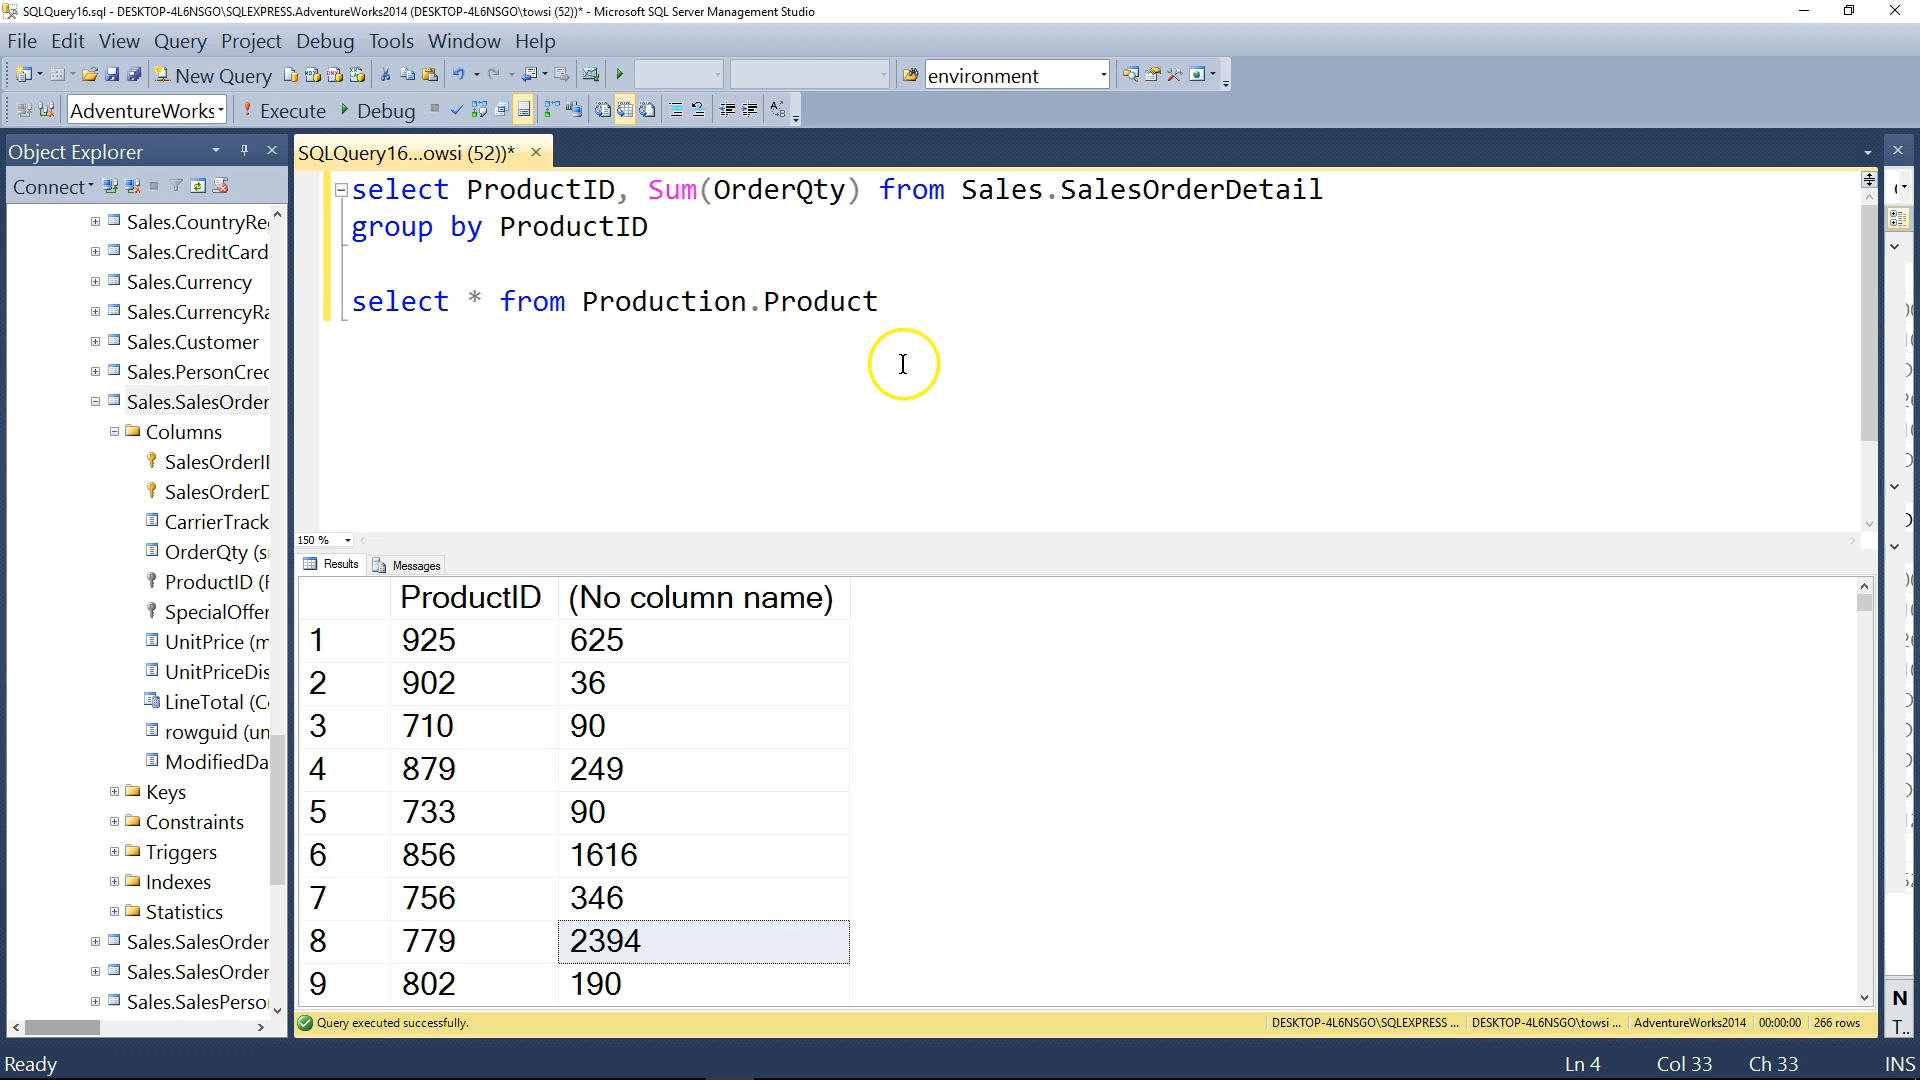 SQLQuery16.sql - DESKTOP-4L6NSGO\SQLEXPRESS.AdventureWorks2014 (DESKTOP-4L6NSGO\towsi (52))* - Microsoft SQL Server Management Studio
File Edit View Query Project Debug Tools Window Help
New Query environment
AdventureWorks Execute Debug
Object Explorer
Connect
Sales.CountryRe
Sales.CreditCard
Sales.Currency
Sales.CurrencyRa
Sales.Customer
Sales.PersonCred
Sales.SalesOrder
Columns
SalesOrderI
SalesOrderD
CarrierTrack
OrderQty (s
ProductID (F
SpecialOffer
UnitPrice (m
UnitPriceDis
LineTotal (C
rowguid (un
ModifiedDa
Keys
Constraints
Triggers
Indexes
Statistics
Sales.SalesOrder
Sales.SalesOrder
Sales.SalesPerso
SQLQuery16...owsi (52))*
select ProductID, Sum(OrderQty) from Sales.SalesOrderDetail
group by ProductID
select * from Production.Product
150 %
Results Messages
ProductID (No column name)
1 925 625
2 902 36
3 710 90
4 879 249
5 733 90
6 856 1616
7 756 346
8 779 2394
9 802 190
Query executed successfully. DESKTOP-4L6NSGO\SQLEXPRESS ... DESKTOP-4L6NSGO\towsi ... AdventureWorks2014 00:00:00 266 rows
N
T..
Ready Ln 4 Col 33 Ch 33 INS